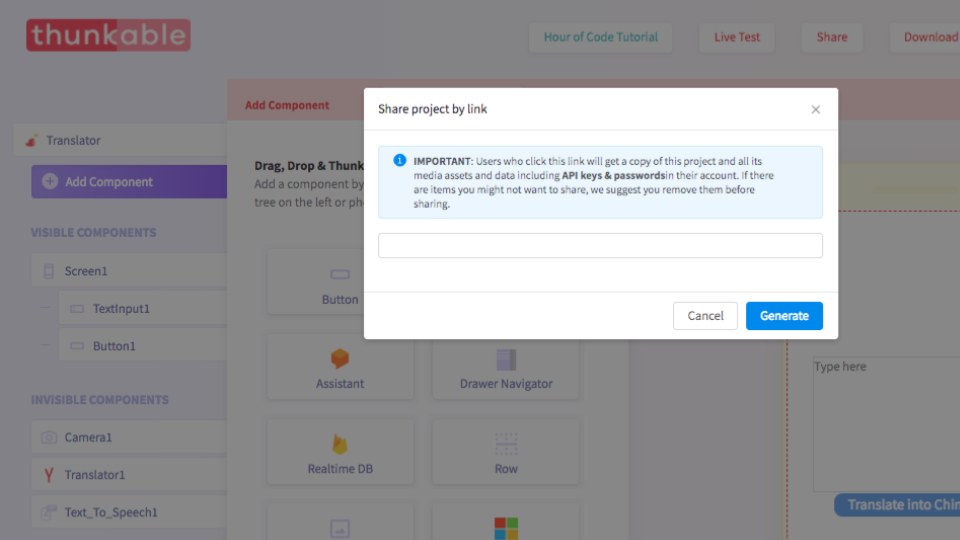 thunkable
Hour of Code Tutorial
Live Test
Share
Download
Add Component
Share project by link
Translator
Add Component
Drag, Drop & Thunk
Add a component by
tree on the left or ph
IMPORTANT: Users who click this link will get a copy of this project and all its
media assets and data including API keys & passwordsin their account. If there
are items you might not want to share, we suggest you remove them before
sharing.
VISIBLE COMPONENTS
Screen1
TextInput1
Button1
Button
Cancel
Generate
Assistant
Drawer Navigator
Type here
INVISIBLE COMPONENTS
Camera1
Translator1
Text_To_Speech1
Realtime DB
Row
Translate into Chin